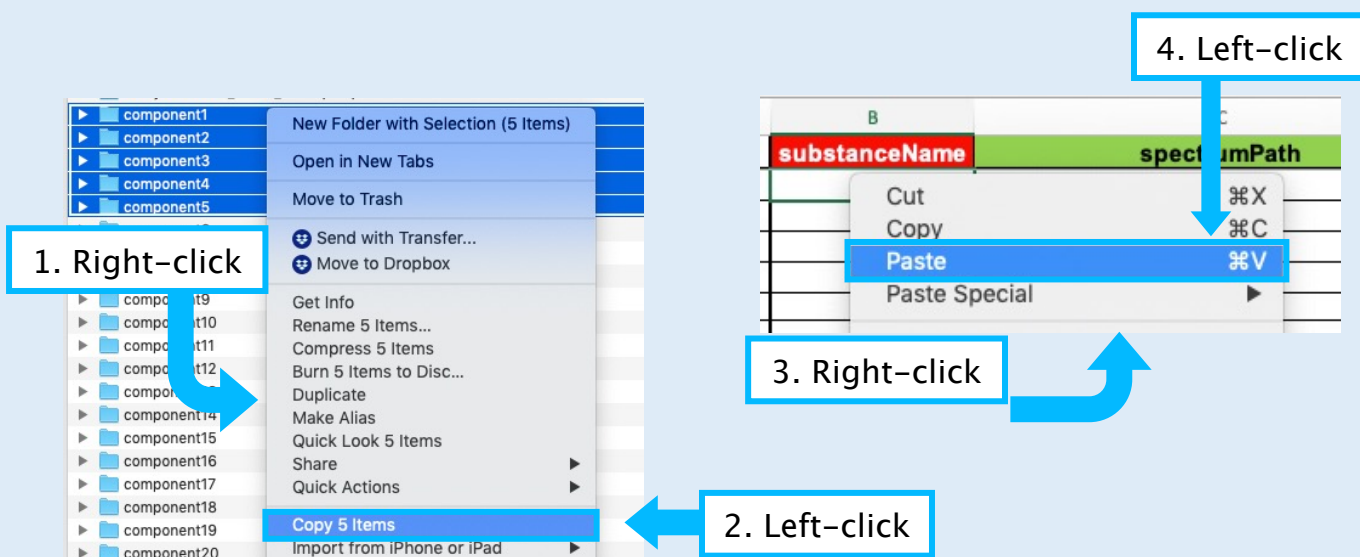 4. Left-click
component1
component2
component3
component4
component5
New Folder with Selection (5 Items)
Open in New Tabs
Move to Trash
Send with Transfer...
Move to Dropbox
1. Right-click
component10
component15
component16
component17
component18
component19
component20
Get Info
Rename 5 Items...
Compress 5 Items
Burn 5 Items to Disc...
Duplicate
Make Alias
Quick Look 5 Items
Share
Quick Actions
Copy 5 Items
Import from iPhone or iPad
2. Left-click
B
substanceName
spectrumPath
Cut ⌘X
Copy ⌘C
Paste ⌘V
Paste Special
3. Right-click